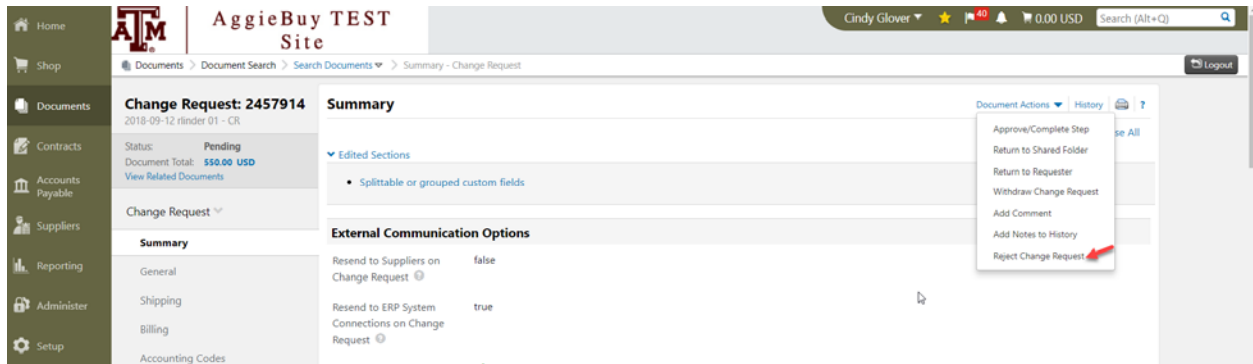 Home
Shop
Documents
Contracts
Accounts
Payable
Suppliers
Reporting
Administer
Setup
ĀM
AggieBuy TEST
Site
Cindy Glover
40
0.00 USD
Search (Alt+Q)
Documents > Document Search > Search Documents > Summary - Change Request
Logout
Change Request: 2457914
2018-09-12 rlinder 01 - CR
Status: Pending
Document Total: 550.00 USD
View Related Documents
Change Request
Summary
General
Shipping
Billing
Accounting Codes
Summary
Document Actions
History
?
se All
Approve/Complete Step
Return to Shared Folder
Return to Requester
Withdraw Change Request
Add Comment
Add Notes to History
Reject Change Request
Edited Sections
Splittable or grouped custom fields
External Communication Options
Resend to Suppliers on false
Change Request ?
Resend to ERP System true
Connections on Change
Request ?